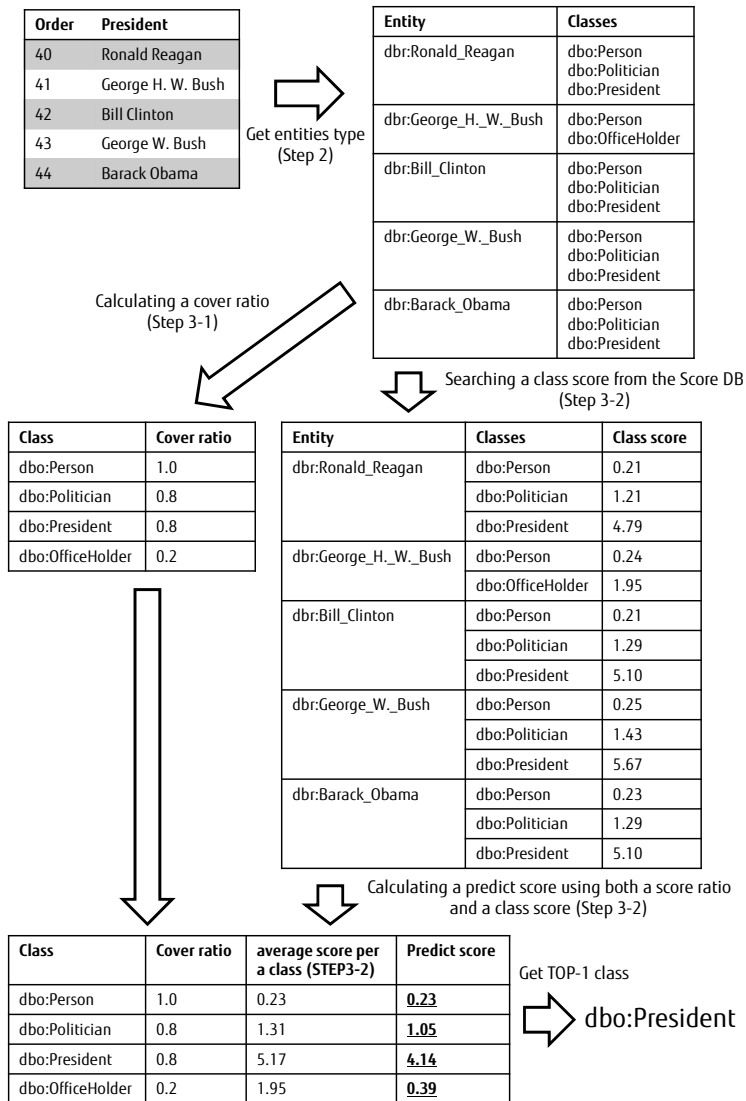 Order President
40 Ronald Reagan
41 George H. W. Bush
42 Bill Clinton
43 George W. Bush
44 Barack Obama
Get entities type
(Step 2)
Entity Classes
dbr:Ronald_Reagan dbo:Person
dbo:Politician
dbo:President
dbr:George_H._W._Bush dbo:Person
dbo:OfficeHolder
dbr:Bill_Clinton dbo:Person
dbo:Politician
dbo:President
dbr:George_W._Bush dbo:Person
dbo:Politician
dbo:President
dbr:Barack_Obama dbo:Person
dbo:Politician
dbo:President
Calculating a cover ratio
(Step 3-1)
Searching a class score from the Score DB
(Step 3-2)
Class Cover ratio
dbo:Person 1.0
dbo:Politician 0.8
dbo:President 0.8
dbo:OfficeHolder 0.2
Entity Classes Class score
dbr:Ronald_Reagan dbo:Person 0.21
dbo:Politician 1.21
dbo:President 4.79
dbr:George_H._W._Bush dbo:Person 0.24
dbo:OfficeHolder 1.95
dbr:Bill_Clinton dbo:Person 0.21
dbo:Politician 1.29
dbo:President 5.10
dbr:George_W._Bush dbo:Person 0.25
dbo:Politician 1.43
dbo:President 5.67
dbr:Barack_Obama dbo:Person 0.23
dbo:Politician 1.29
dbo:President 5.10
Calculating a predict score using both a score ratio
and a class score (Step 3-2)
Class Cover ratio average score per Predict score
a class (STEP3-2)
dbo:Person 1.0 0.23 0.23
dbo:Politician 0.8 1.31 1.05
dbo:President 0.8 5.17 4.14
dbo:OfficeHolder 0.2 1.95 0.39
Get TOP-1 class
dbo:President